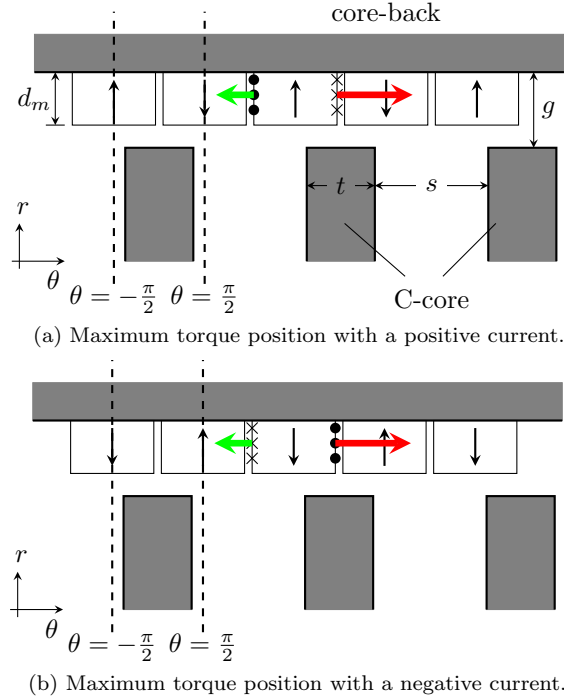 core-back
d_m
g
t
s
r
θ
θ = −π/2
θ = π/2
C-core
(a) Maximum torque position with a positive current.
r
θ
θ = −π/2
θ = π/2
(b) Maximum torque position with a negative current.